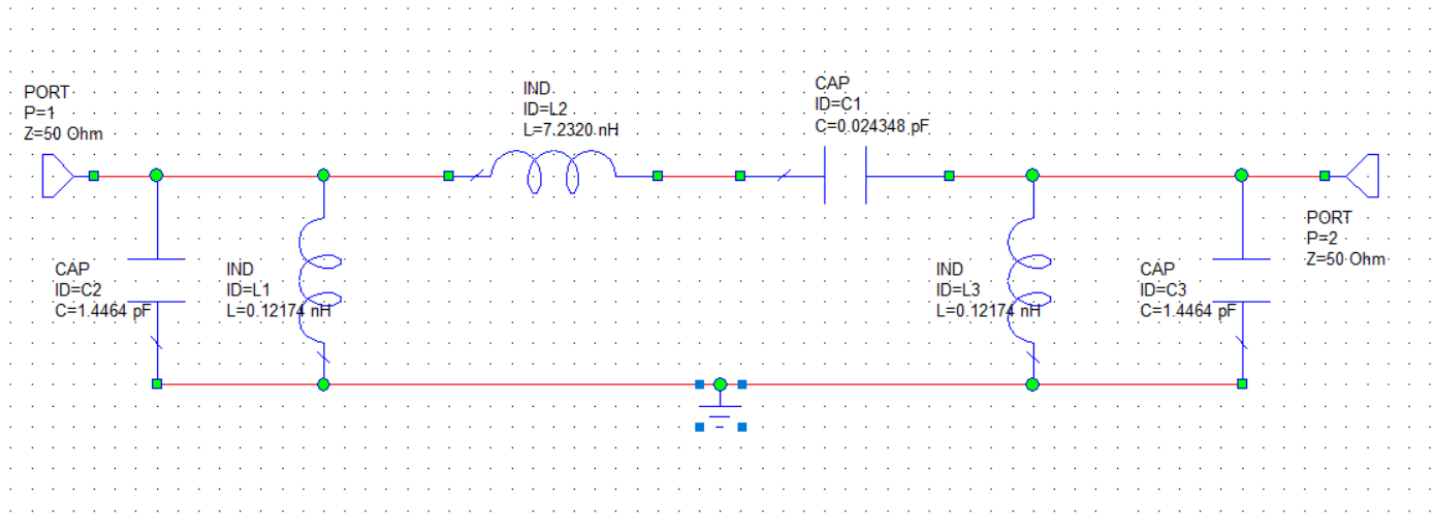 PORT
P=1
Z=50 Ohm
IND
ID=L2
L=7.2320 nH
CAP
ID=C1
C=0.024348 pF
PORT
P=2
Z=50 Ohm
CAP
ID=C2
C=1.4464 pF
IND
ID=L1
L=0.12174 nH
IND
ID=L3
L=0.12174 nH
CAP
ID=C3
C=1.4464 pF